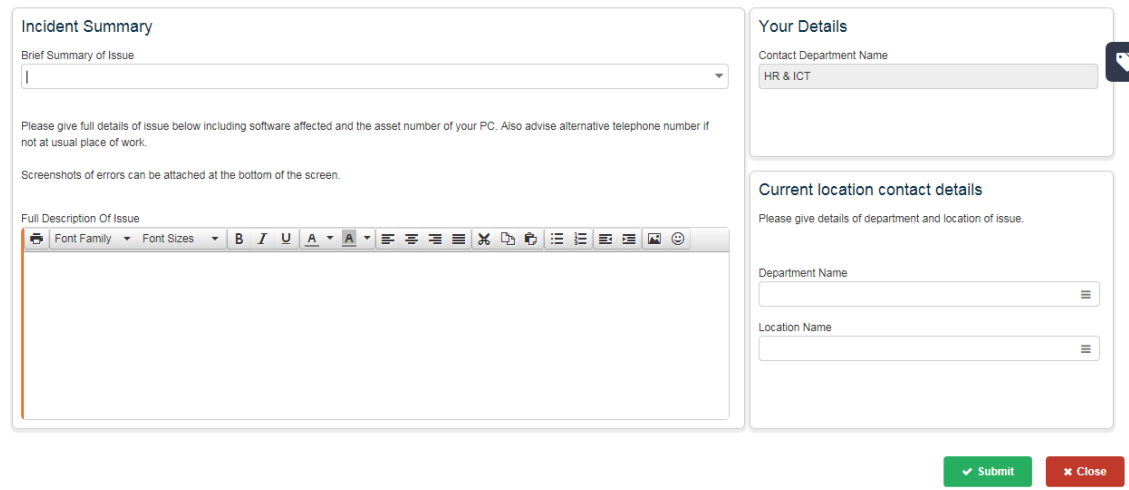 Incident Summary
Brief Summary of Issue
Please give full details of issue below including software affected and the asset number of your PC. Also advise alternative telephone number if
not at usual place of work.
Screenshots of errors can be attached at the bottom of the screen.
Full Description Of Issue
Font Family Font Sizes B I U A A
Your Details
Contact Department Name
HR & ICT
Current location contact details
Please give details of department and location of issue.
Department Name
Location Name
Submit Close